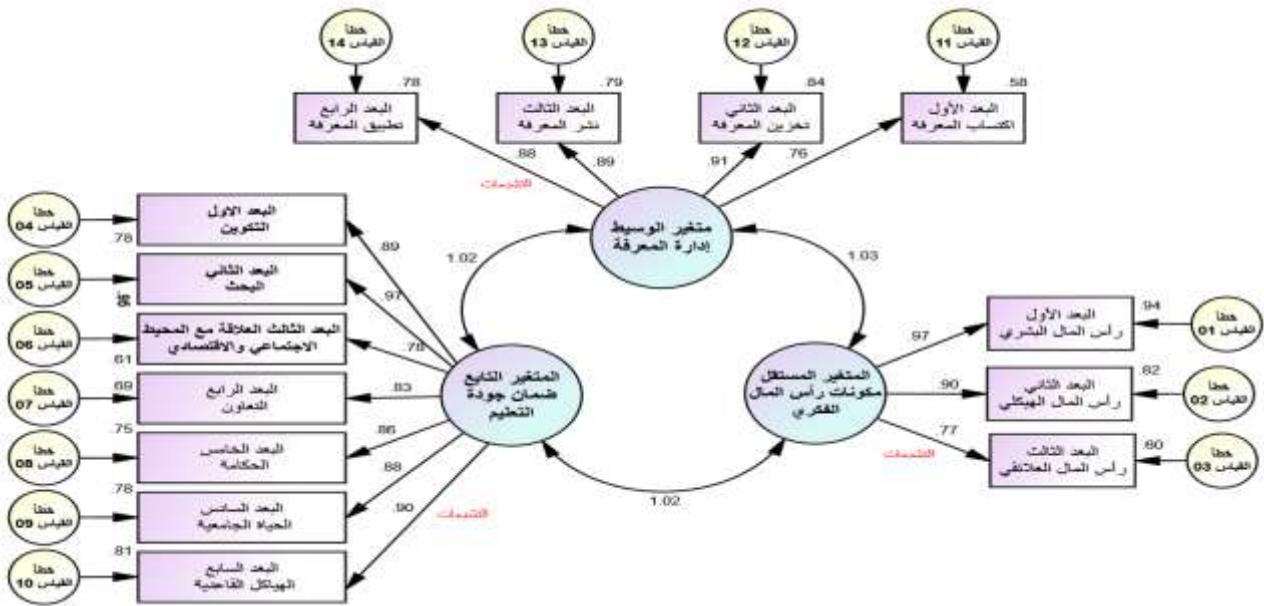 خطأ
القياس 14
خطأ
القياس 13
خطأ
القياس 12
خطأ
القياس 11
.78
.79
.84
.58
البعد الرابع
تطبيق المعرفة
البعد الثالث
نشر المعرفة
البعد الثاني
تخزين المعرفة
البعد الأول
اكتساب المعرفة
.88
.89
.91
.76
التشبعات
متغير الوسيط
إدارة المعرفة
1.02
1.03
خطأ
القياس 04
.78
البعد الاول
التكوين
.89
خطأ
القياس 05
البعد الثاني
البحث
.97
خطأ
القياس 06
.61
البعد الثالث العلاقة مع المحيط
الاجتماعي والاقتصادي
.78
خطأ
القياس 07
.69
البعد الرابع
التعاون
.83
خطأ
القياس 08
.75
البعد الخامس
الحكامة
.86
خطأ
القياس 09
.78
البعد السادس
الحياة الجامعية
.88
خطأ
القياس 10
.81
البعد السابع
الهياكل القاعدية
.90
التشبعات
المتغير التابع
ضمان جودة
التعليم
1.02
المتغير المستقل
مكونات رأس المال
الفكري
.97
.90
.77
التشبعات
البعد الأول
رأس المال البشري
.94
خطأ
القياس 01
البعد الثاني
رأس المال الهيكلي
.82
خطأ
القياس 02
البعد الثالث
رأس المال العلائقي
.60
خطأ
القياس 03